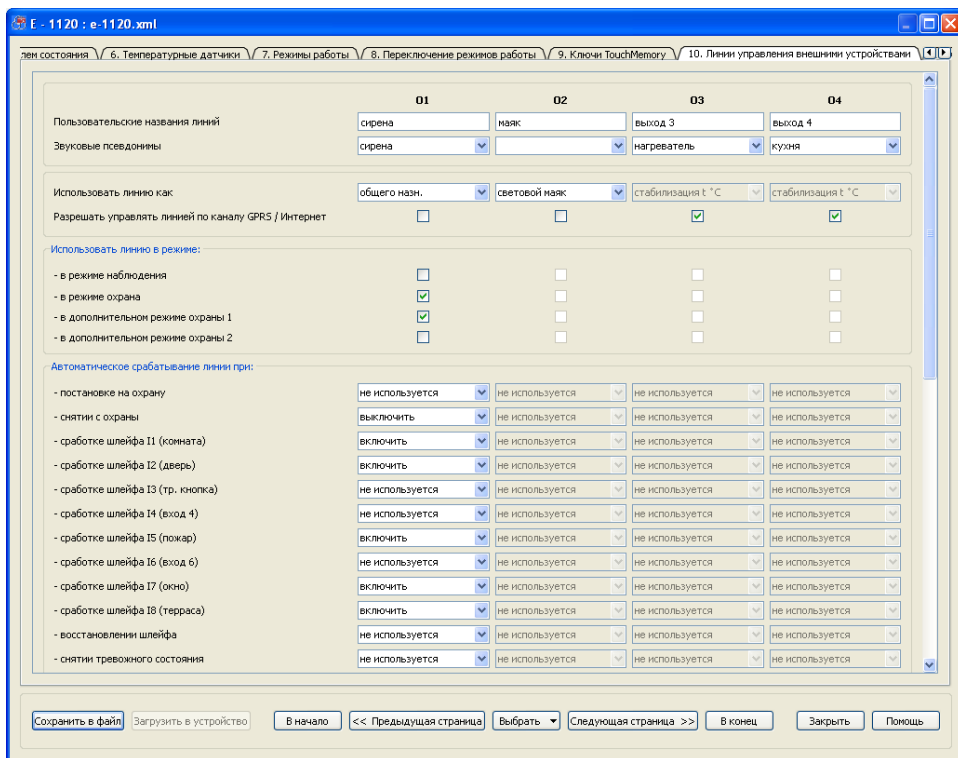 E - 1120 : e-1120.xml
лем состояния 6. Температурные датчики 7. Режимы работы 8. Переключение режимов работы 9. Ключи TouchMemory 10. Линии управления внешними устройствами
O1 O2 O3 O4
Пользовательские названия линий сирена маяк выход 3 выход 4
Звуковые псевдонимы сирена нагреватель кухня
Использовать линию как общего назн. световой маяк стабилизация t °C стабилизация t °C
Разрешать управлять линией по каналу GPRS / Интернет
Использовать линию в режиме:
- в режиме наблюдения
- в режиме охрана
- в дополнительном режиме охраны 1
- в дополнительном режиме охраны 2
Автоматическое срабатывание линии при:
- постановке на охрану не используется не используется не используется не используется
- снятии с охраны выключить не используется не используется не используется
- сработке шлейфа I1 (комната) включить не используется не используется не используется
- сработке шлейфа I2 (дверь) включить не используется не используется не используется
- сработке шлейфа I3 (тр. кнопка) не используется не используется не используется не используется
- сработке шлейфа I4 (вход 4) не используется не используется не используется не используется
- сработке шлейфа I5 (пожар) включить не используется не используется не используется
- сработке шлейфа I6 (вход 6) не используется не используется не используется не используется
- сработке шлейфа I7 (окно) включить не используется не используется не используется
- сработке шлейфа I8 (терраса) включить не используется не используется не используется
- восстановлении шлейфа не используется не используется не используется не используется
- снятии тревожного состояния не используется не используется не используется не используется
Сохранить в файл Загрузить в устройство В начало << Предыдущая страница Выбрать Следующая страница >> В конец Закрыть Помощь